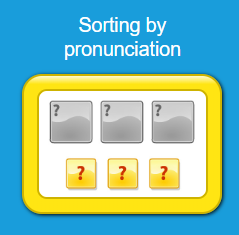 Sorting by
pronunciation
? ? ?
? ? ?